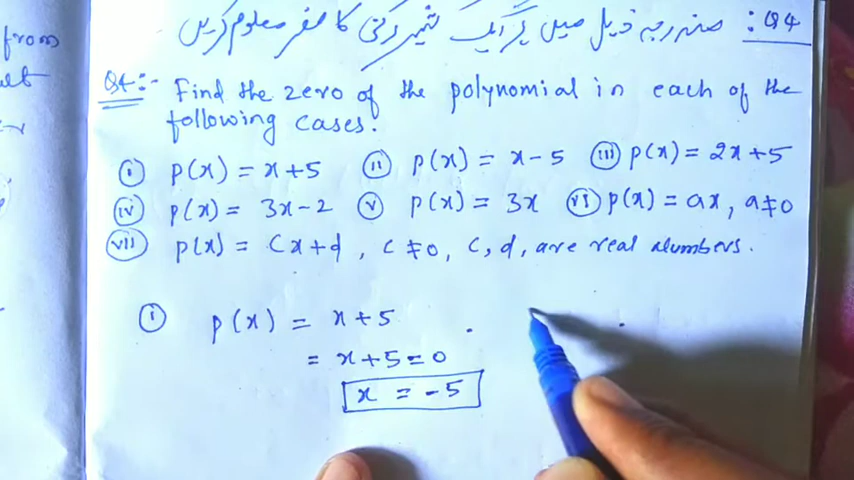 from
Q4: مندرجہ ذیل میں ہر ایک کثیر رکنی کا صفر معلوم کریں
Q4:- Find the zero of the polynomial in each of the
following cases.
(i) p(x) = x+5 (ii) p(x) = x-5 (iii) p(x) = 2x+5
(iv) p(x) = 3x-2 (v) p(x) = 3x (vi) p(x) = ax, a≠0
(vii) p(x) = cx+d, c≠0, c, d, are real numbers.
(i) p(x) = x+5
= x+5=0
x = -5